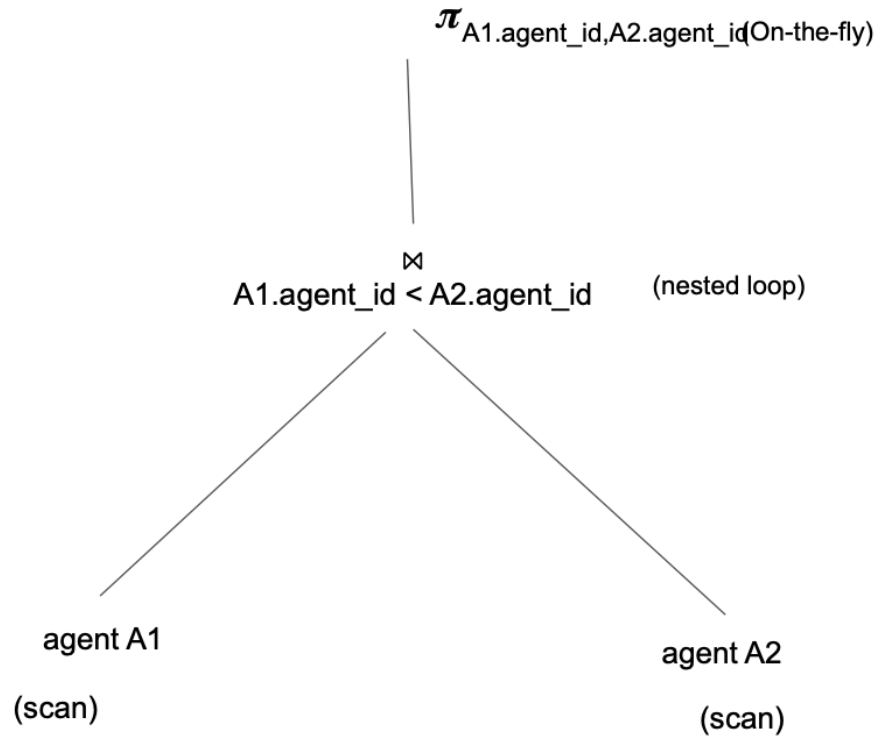 𝝅 A1.agent_id,A2.agent_id(On-the-fly)
⋈
A1.agent_id < A2.agent_id (nested loop)
agent A1
agent A2
(scan)
(scan)